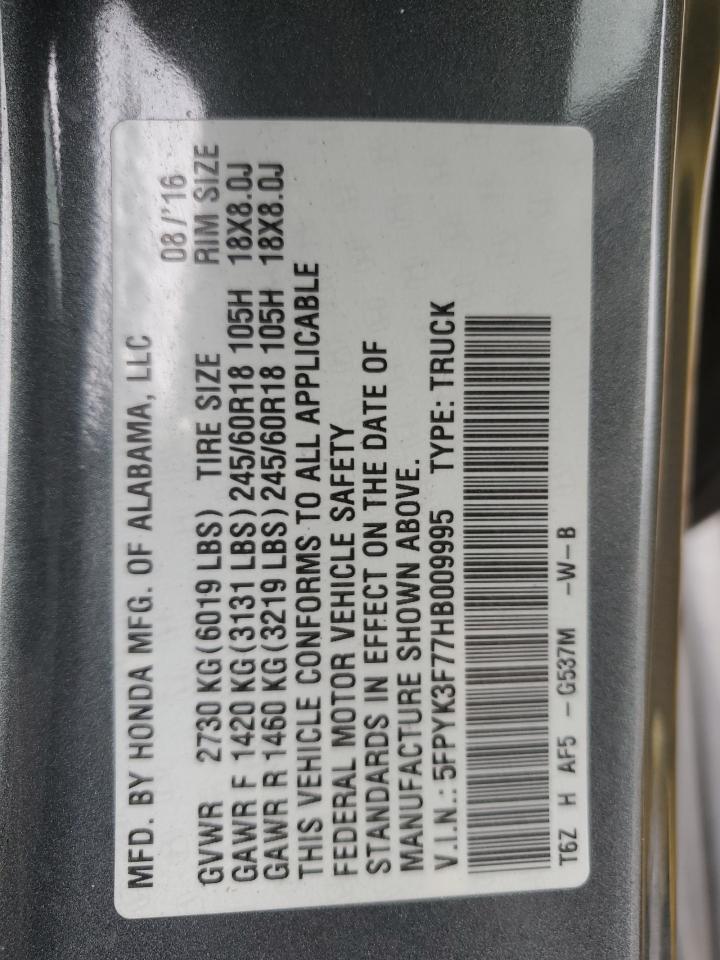 MFD. BY HONDA MFG. OF ALABAMA, LLC
08/'16
GVWR 2730 KG(6019 LBS) TIRE SIZE RIM SIZE
GAWR F 1420 KG(3131 LBS) 245/60R18 105H 18X8.0J
GAWR R 1460 KG(3219 LBS) 245/60R18 105H 18X8.0J
THIS VEHICLE CONFORMS TO ALL APPLICABLE
FEDERAL MOTOR VEHICLE SAFETY
STANDARDS IN EFFECT ON THE DATE OF
MANUFACTURE SHOWN ABOVE.
V.I.N.: 5FPYK3F77HB009995 TYPE: TRUCK
T6Z H AF5 -G537M -W-B